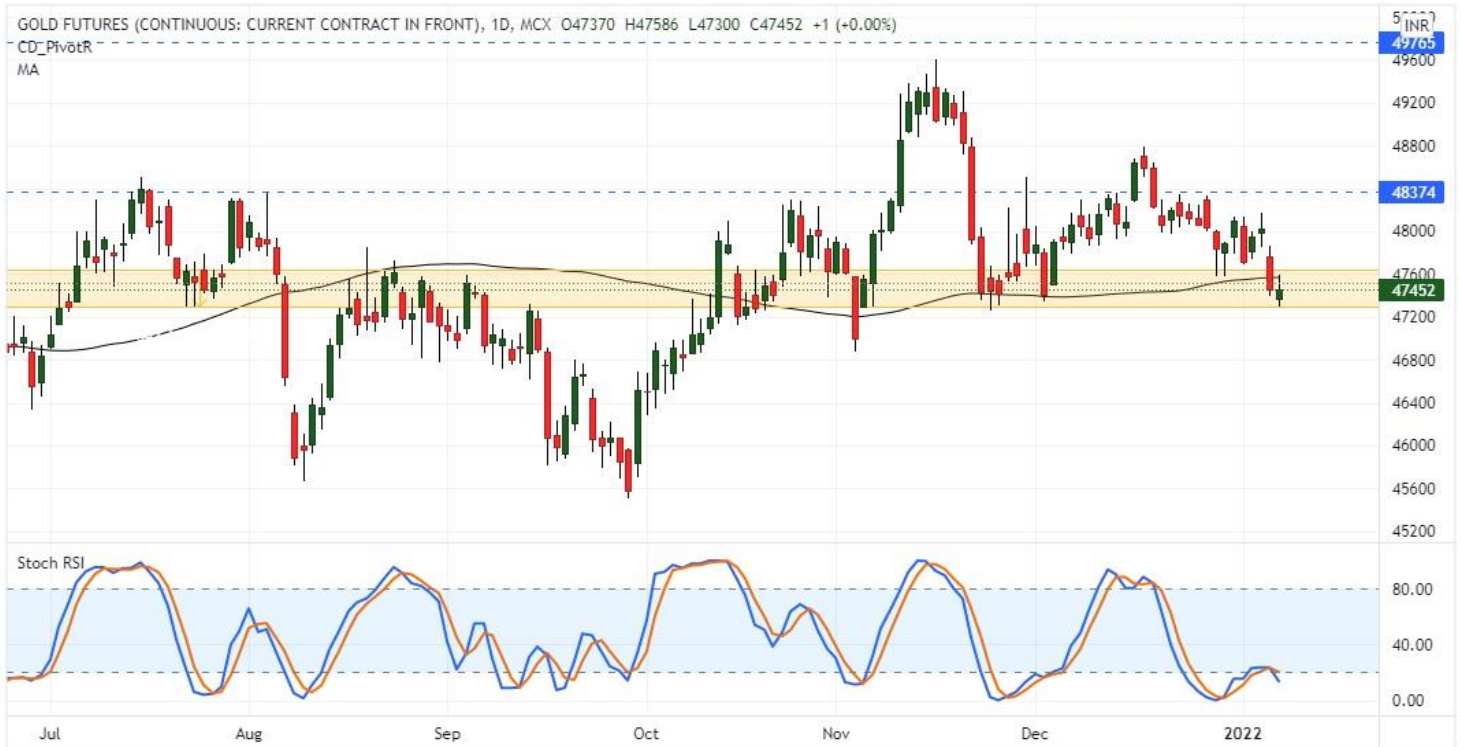 GOLD FUTURES (CONTINUOUS: CURRENT CONTRACT IN FRONT), 1D, MCX O47370 H47586 L47300 C47452 +1 (+0.00%)
CD_PivotR
MA
INR
49765
49600
49200
48800
48374
48000
47600
47452
47200
46800
46400
46000
45600
45200
Stoch RSI
80.00
40.00
0.00
Jul Aug Sep Oct Nov Dec 2022